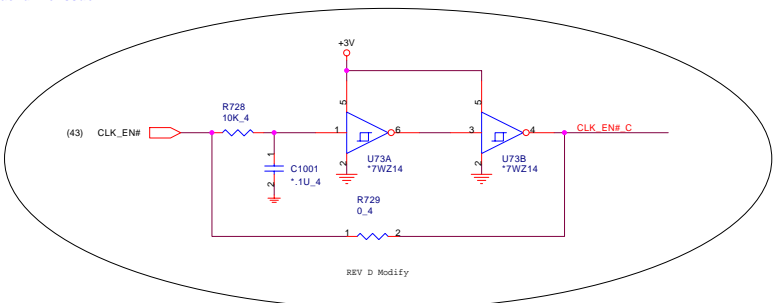 +3V
R728
10K_4
(43) CLK_EN#
5
5
1
6
3
4
CLK_EN#_C
1
2
C1001
*.1U_4
2
U73A
*7WZ14
2
U73B
*7WZ14
R729
0_4
1
2
REV D Modify